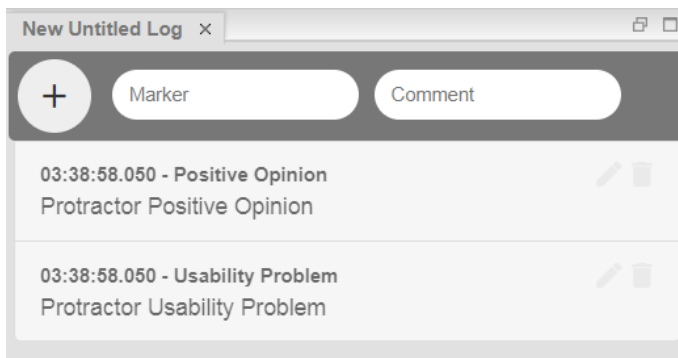 New Untitled Log ×
+ Marker Comment
03:38:58.050 - Positive Opinion
Protractor Positive Opinion
03:38:58.050 - Usability Problem
Protractor Usability Problem